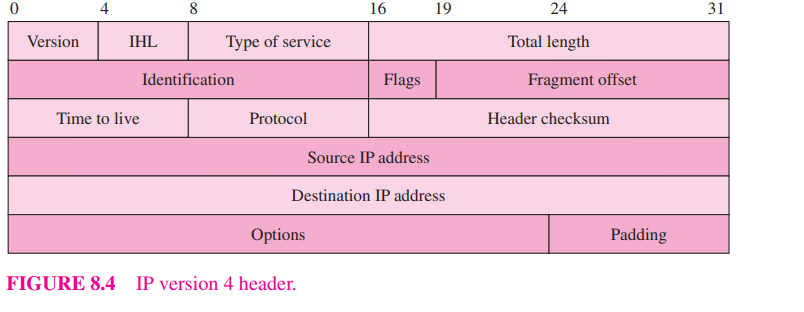 0 4 8 16 19 24 31
Version IHL Type of service Total length
Identification Flags Fragment offset
Time to live Protocol Header checksum
Source IP address
Destination IP address
Options Padding
FIGURE 8.4 IP version 4 header.